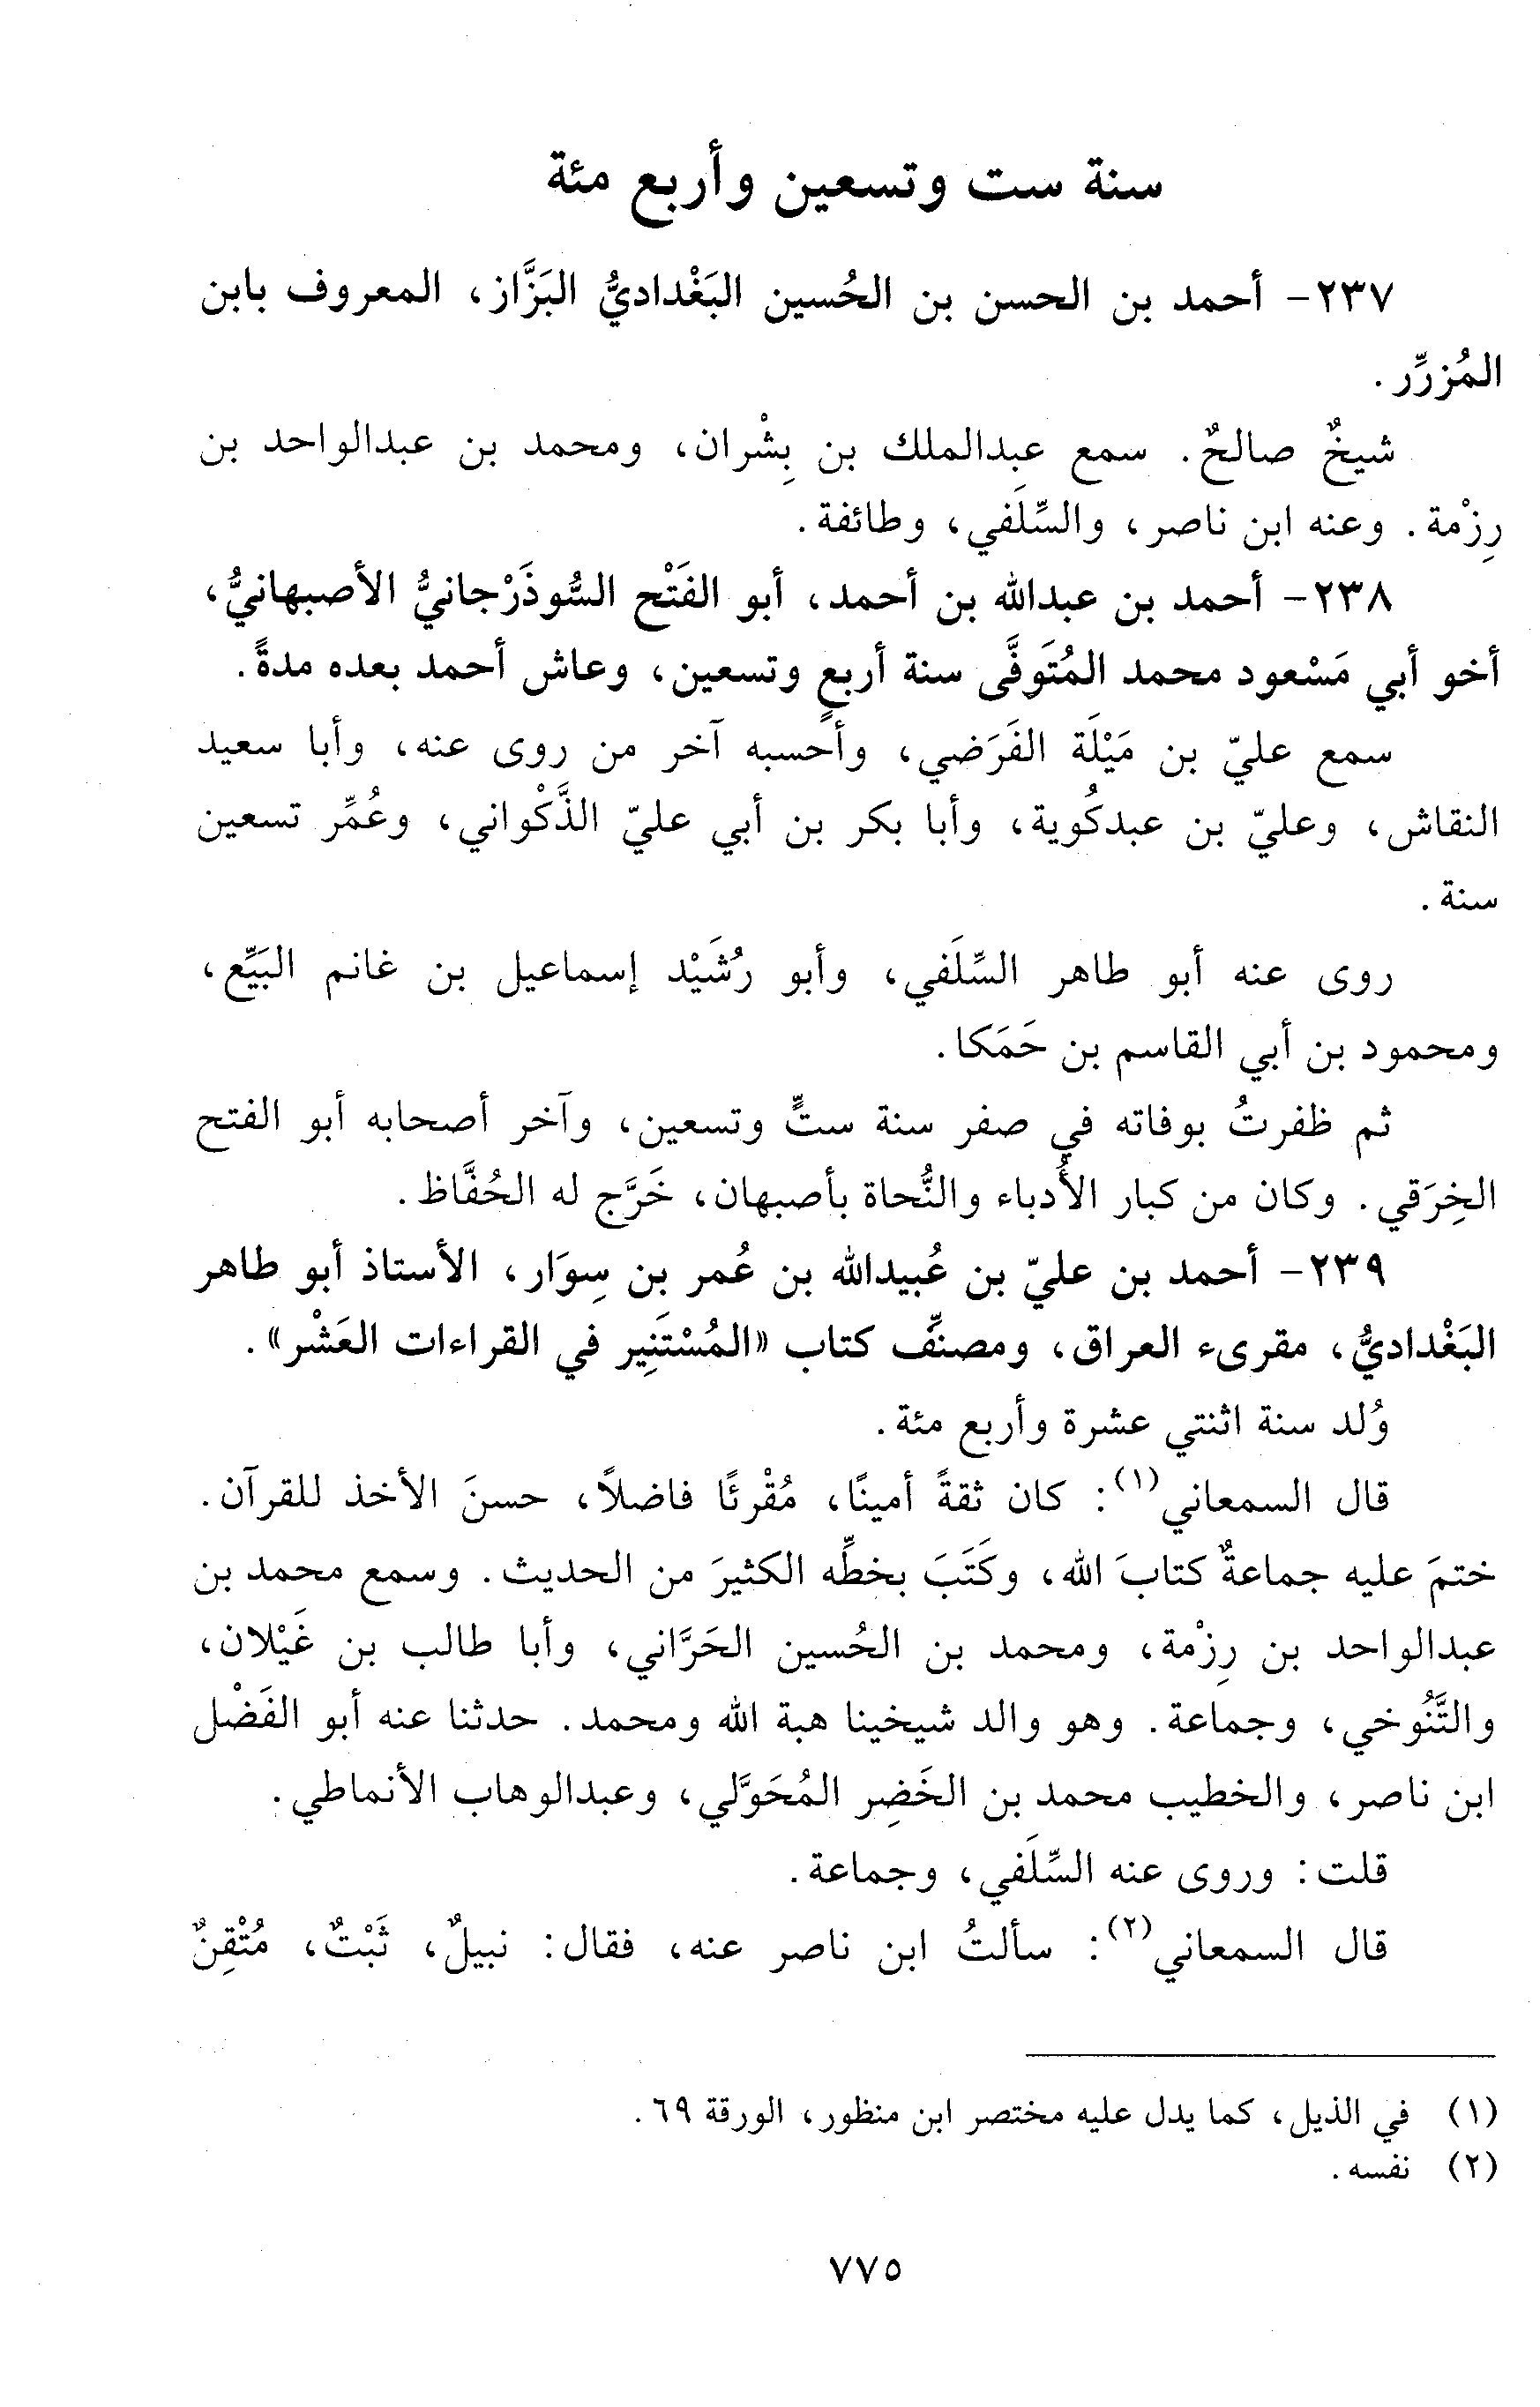 سنة ست وتسعين وأربع مئة
٢٣٧- أحمد بن الحسن بن الحُسين البَغْداديُّ البَزَّاز، المعروف بابن
المُزرِّر.
شيخٌ صالحٌ. سمع عبدالملك بن بِشْران، ومحمد بن عبدالواحد بن
رِزْمة. وعنه ابن ناصر، والسِّلَفي، وطائفة.
٢٣٨- أحمد بن عبدالله بن أحمد، أبو الفَتْح السُّوذَرْجانيُّ الأصبهانيُّ،
أخو أبي مَسْعود محمد المُتَوفَّى سنة أربعٍ وتسعين، وعاش أحمد بعده مدةً.
سمع عليّ بن مَيْلَة الفَرَضي، وأحسبه آخر من روى عنه، وأبا سعيد
النقاش، وعليّ بن عبدكُوية، وأبا بكر بن أبي عليّ الذَّكْواني، وعُمِّر تسعين
سنة.
روى عنه أبو طاهر السِّلَفي، وأبو رُشَيْد إسماعيل بن غانم البَيِّع،
ومحمود بن أبي القاسم بن حَمَكا.
ثم ظفرتُ بوفاته في صفر سنة ستٍّ وتسعين، وآخر أصحابه أبو الفتح
الخِرَقي. وكان من كبار الأُدباء والنُّحاة بأصبهان، خَرَّج له الحُفَّاظ.
٢٣٩- أحمد بن عليّ بن عُبيدالله بن عُمر بن سِوَار، الأستاذ أبو طاهر
البَغْداديُّ، مقرىء العراق، ومصنِّف كتاب «المُسْتَنِير في القراءات العَشْر».
وُلد سنة اثنتي عشرة وأربع مئة.
قال السمعاني(١): كان ثقةً أمينًا، مُقْرئًا فاضلاً، حسنَ الأخذ للقرآن.
ختمَ عليه جماعةٌ كتابَ الله، وكَتَبَ بخطِّه الكثيرَ من الحديث. وسمع محمد بن
عبدالواحد بن رِزْمة، ومحمد بن الحُسين الحَرَّاني، وأبا طالب بن غَيْلان،
والتَّنُوخي، وجماعة. وهو والد شيخينا هبة الله ومحمد. حدثنا عنه أبو الفَضْل
ابن ناصر، والخطيب محمد بن الخَضِر المُحَوَّلي، وعبدالوهاب الأنماطي.
قلت: وروى عنه السِّلَفي، وجماعة.
قال السمعاني(٢): سألتُ ابن ناصر عنه، فقال: نبيلٌ، ثَبْتٌ، مُتْقِنٌ
(١) في الذيل، كما يدل عليه مختصر ابن منظور، الورقة ٦٩.
(٢) نفسه.
٧٧٥